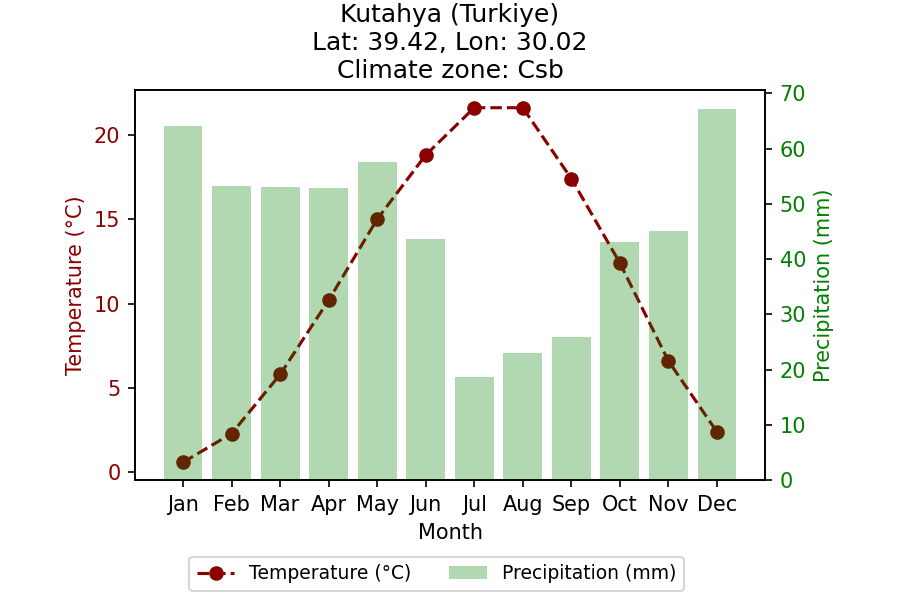 Kutahya (Turkiye)
Lat: 39.42, Lon: 30.02
Climate zone: Csb
Temperature (°C)
20
15
10
5
0
Precipitation (mm)
70
60
50
40
30
20
10
0
Jan Feb Mar Apr May Jun Jul Aug Sep Oct Nov Dec
Month
Temperature (°C) Precipitation (mm)